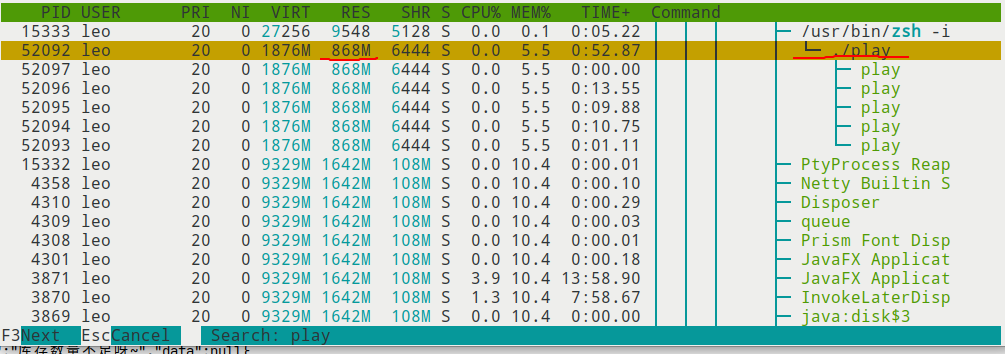 PID USER PRI NI VIRT RES SHR S CPU% MEM% TIME+ Command
15333 leo 20 0 27256 9548 5128 S 0.0 0.1 0:05.22 /usr/bin/zsh -i
52092 leo 20 0 1876M 868M 6444 S 0.0 5.5 0:52.87 ./play
52097 leo 20 0 1876M 868M 6444 S 0.0 5.5 0:00.00 play
52096 leo 20 0 1876M 868M 6444 S 0.0 5.5 0:13.55 play
52095 leo 20 0 1876M 868M 6444 S 0.0 5.5 0:09.88 play
52094 leo 20 0 1876M 868M 6444 S 0.0 5.5 0:10.75 play
52093 leo 20 0 1876M 868M 6444 S 0.0 5.5 0:01.11 play
15332 leo 20 0 9329M 1642M 108M S 0.0 10.4 0:00.01 PtyProcess Reap
4358 leo 20 0 9329M 1642M 108M S 0.0 10.4 0:00.10 Netty Builtin S
4310 leo 20 0 9329M 1642M 108M S 0.0 10.4 0:00.29 Disposer
4309 leo 20 0 9329M 1642M 108M S 0.0 10.4 0:00.03 queue
4308 leo 20 0 9329M 1642M 108M S 0.0 10.4 0:00.01 Prism Font Disp
4301 leo 20 0 9329M 1642M 108M S 0.0 10.4 0:00.18 JavaFX Applicat
3871 leo 20 0 9329M 1642M 108M S 3.9 10.4 13:58.90 JavaFX Applicat
3870 leo 20 0 9329M 1642M 108M S 1.3 10.4 7:58.67 InvokeLaterDisp
3869 leo 20 0 9329M 1642M 108M S 0.0 10.4 0:00.16 java:disk$3
F3Next EscCancel Search: play
:"库存数量不足呀~","data":null}